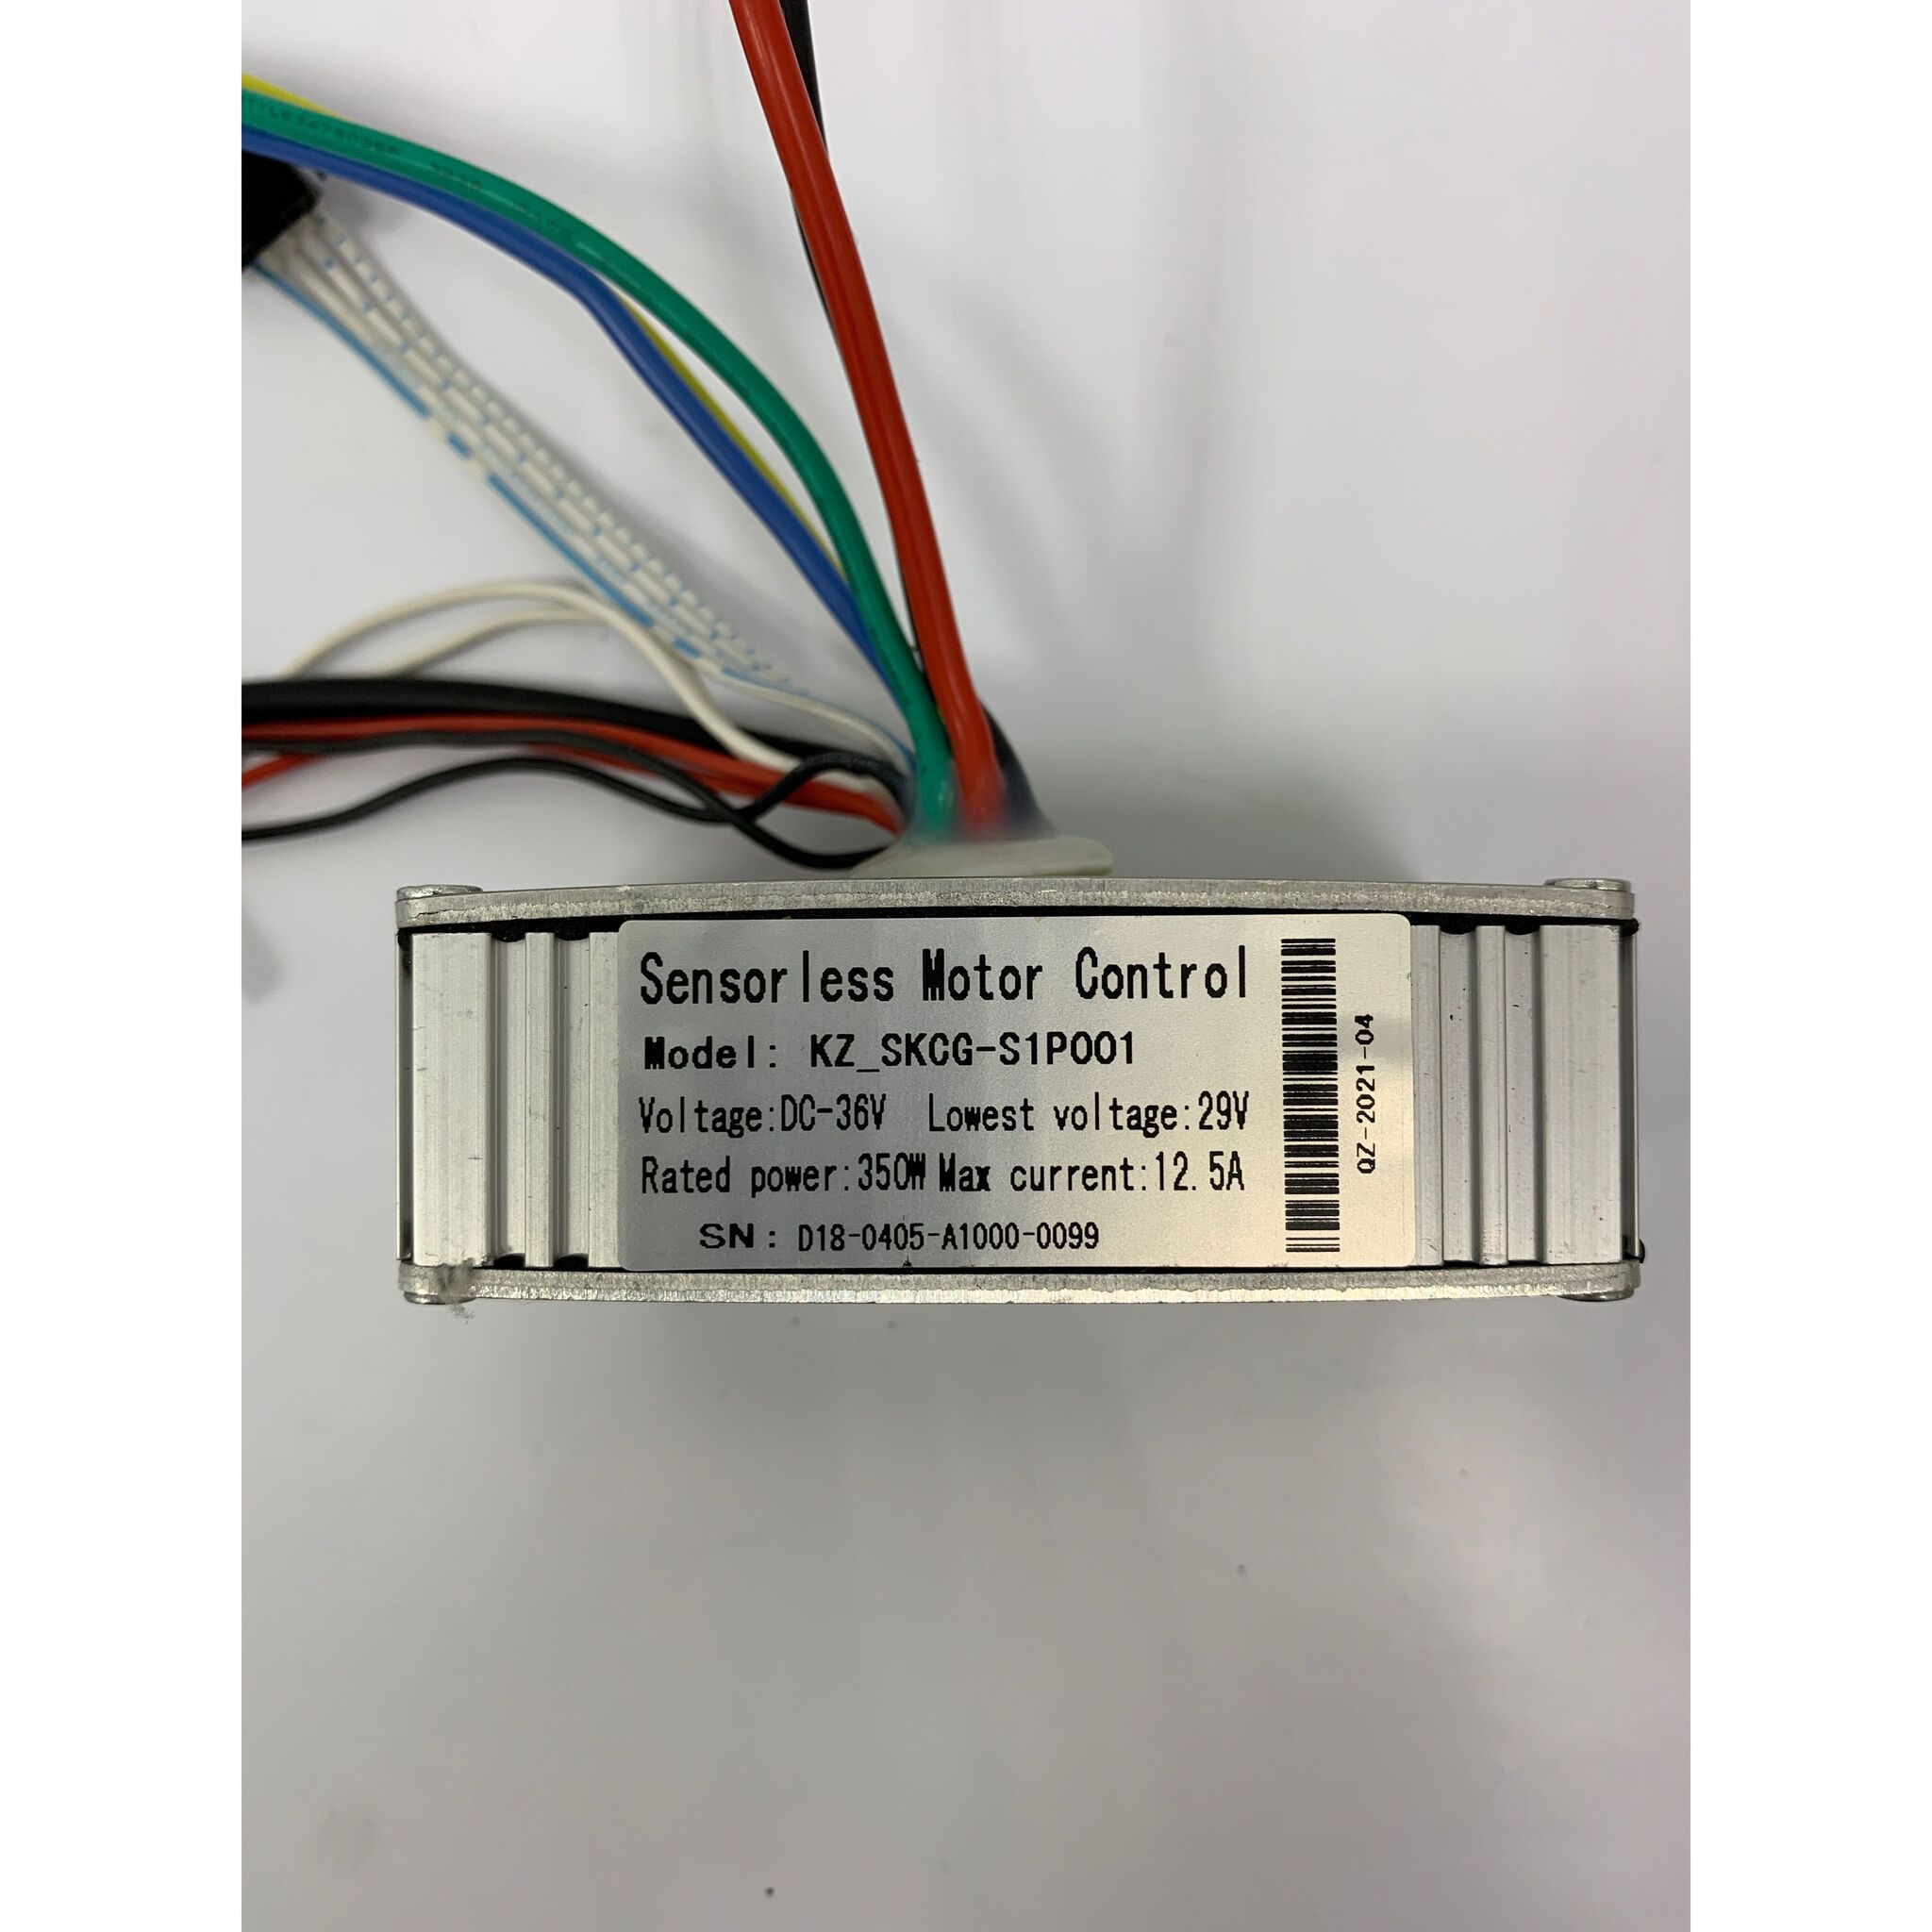 Sensorless Motor Control
Model: KZ_SKCG-S1P001
Voltage:DC-36V Lowest voltage:29V
Rated power:350W Max current:12.5A
SN: D18-0405-A1000-0099
QZ-2021-04